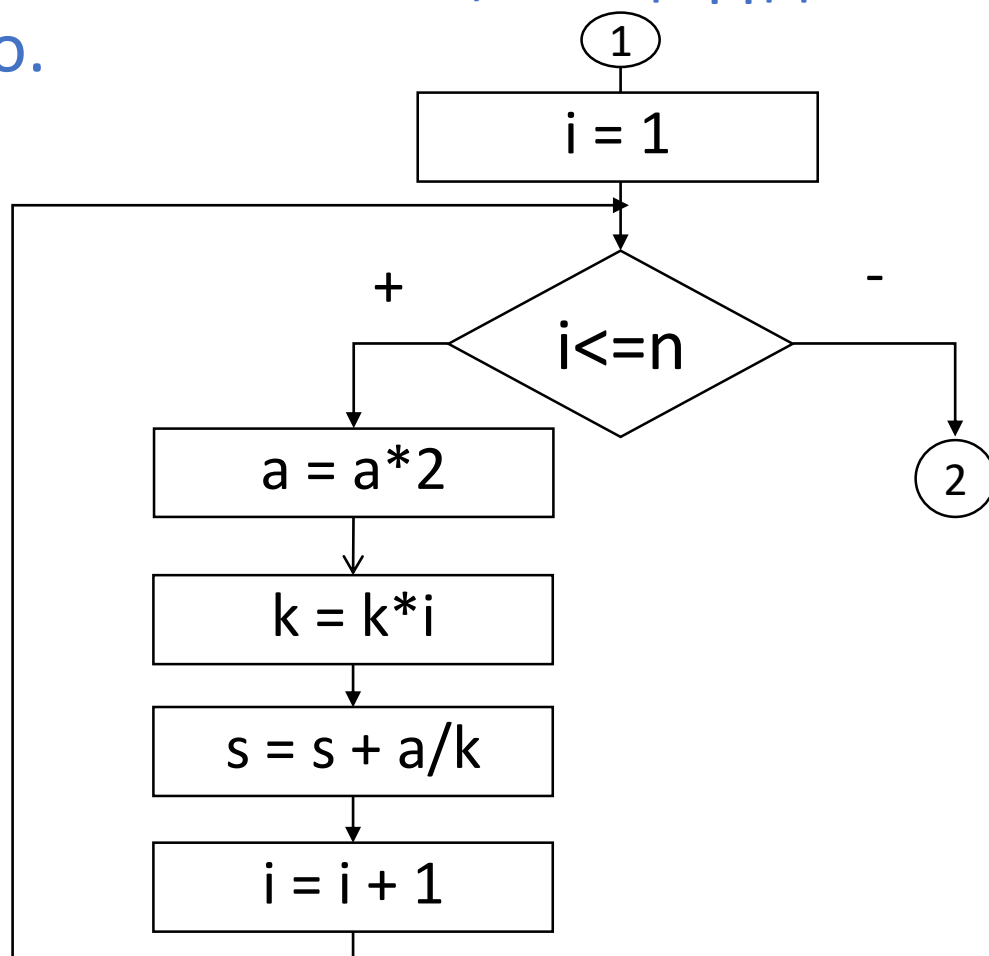 о.
1
i = 1
+
-
i<=n
a = a*2
2
k = k*i
s = s + a/k
i = i + 1